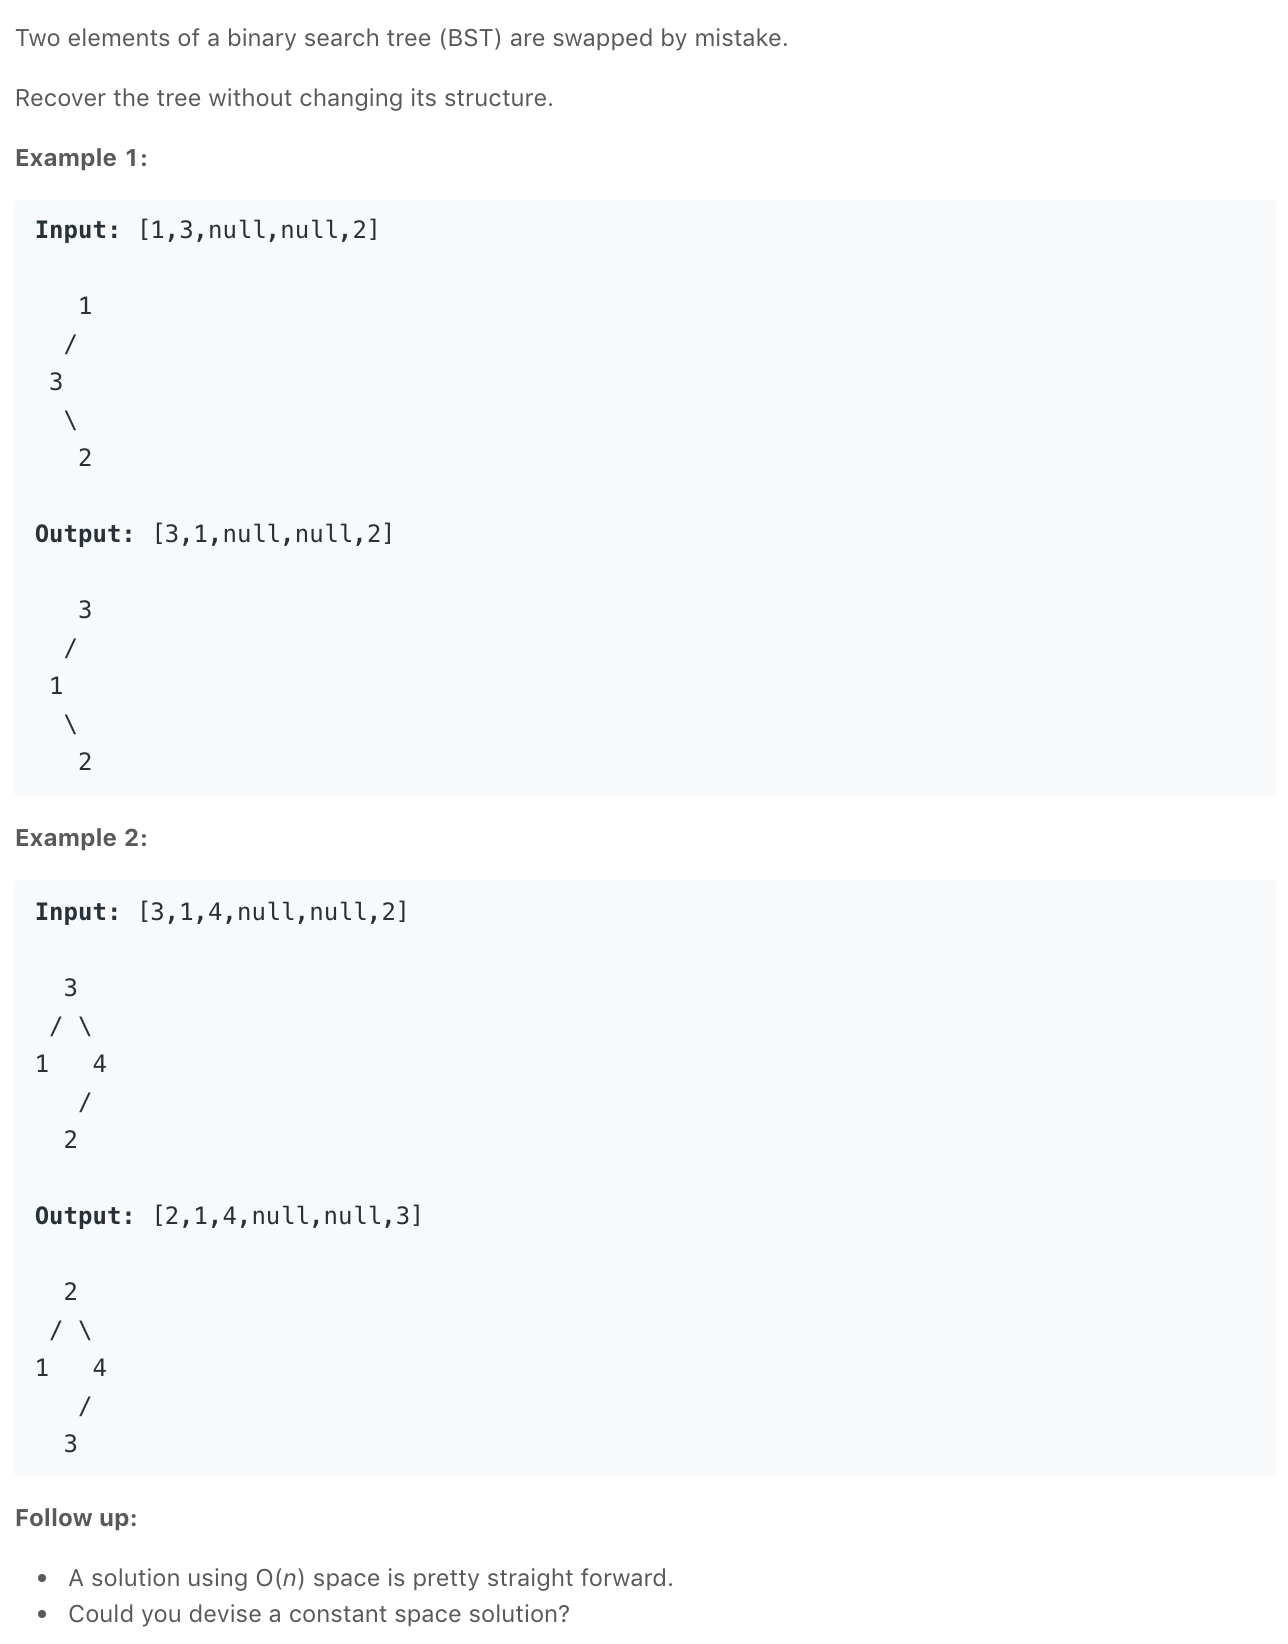 Two elements of a binary search tree (BST) are swapped by mistake.
Recover the tree without changing its structure.
Example 1:
Input: [1,3,null,null,2]
1
/
3
\
2
Output: [3,1,null,null,2]
3
/
1
\
2
Example 2:
Input: [3,1,4,null,null,2]
3
/ \
1 4
/
2
Output: [2,1,4,null,null,3]
2
/ \
1 4
/
3
Follow up:
• A solution using O(n) space is pretty straight forward.
• Could you devise a constant space solution?